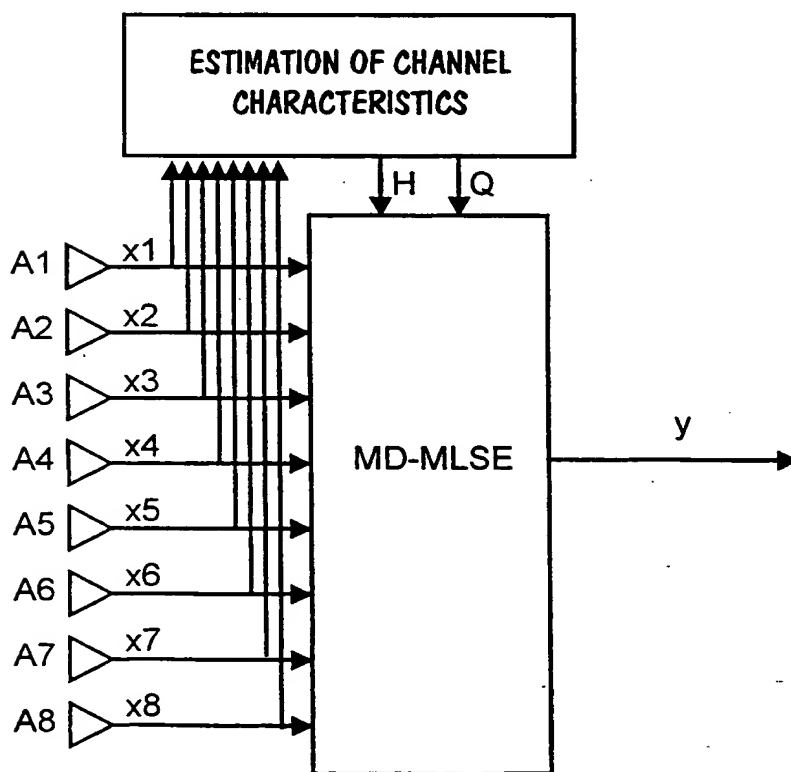 ESTIMATION OF CHANNEL
CHARACTERISTICS
H Q
A1 x1
A2 x2
A3 x3
A4 x4
A5 x5
A6 x6
A7 x7
A8 x8
MD-MLSE
y